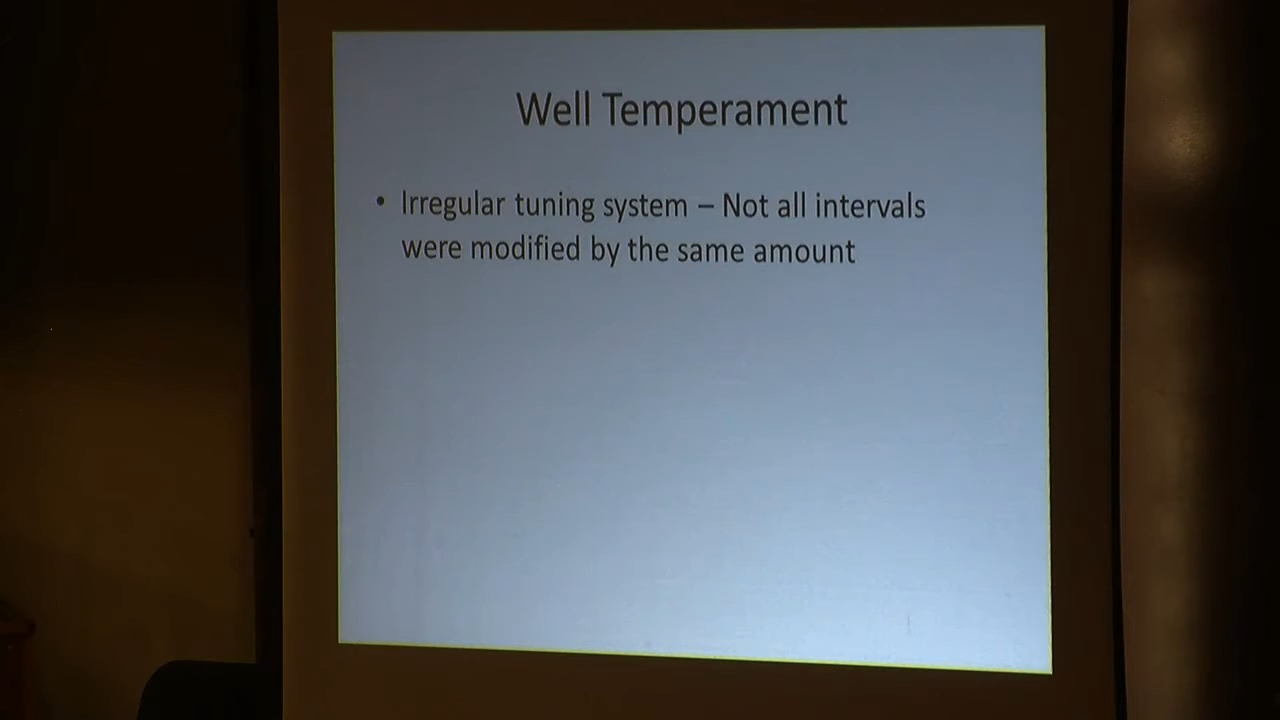 Well Temperament
• Irregular tuning system – Not all intervals
were modified by the same amount